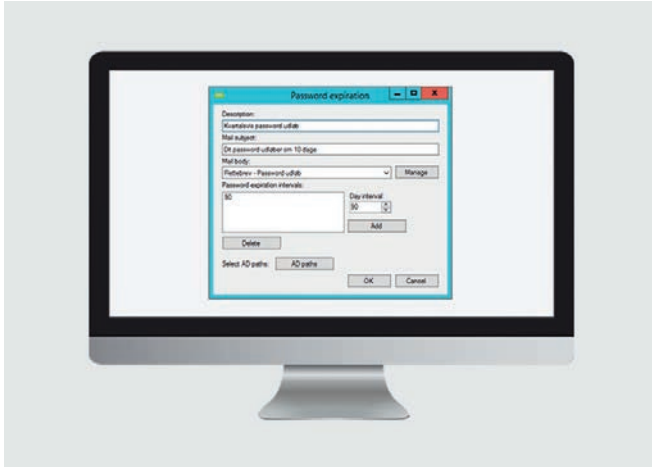 Password expiration
Description:
Kvartalsvis password udløb
Mail subject:
Dit password udløber om 10 dage
Mail body:
Flettebrev - Password udløb
Manage
Password expiration intervals:
90
Day interval
90
Add
Delete
Select AD paths:
AD paths
OK
Cancel